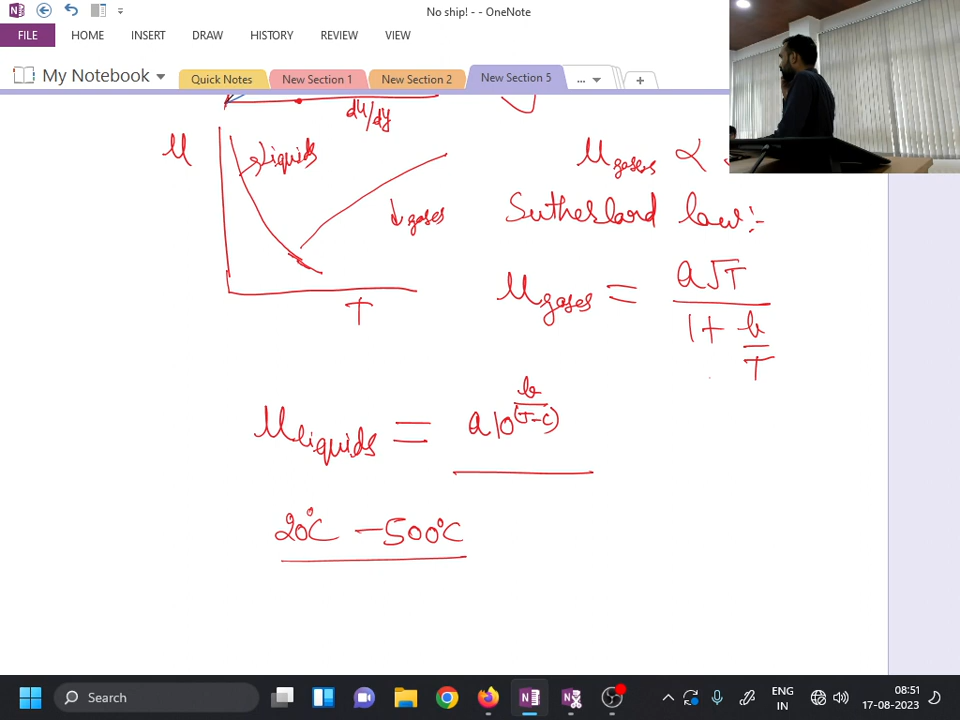 No ship! - - OneNote
FILE HOME INSERT DRAW HISTORY REVIEW VIEW
My Notebook Quick Notes New Section 1 New Section 2 New Section 5 ... +
du/dy
μ Liquids
gases
T
μgases ∝
Sutherland law:-
μgases = a√T / 1 + b/T
μliquids = a10^b/(T-C)
20°C - 500°C
Search
ENG
IN
08:51
17-08-2023